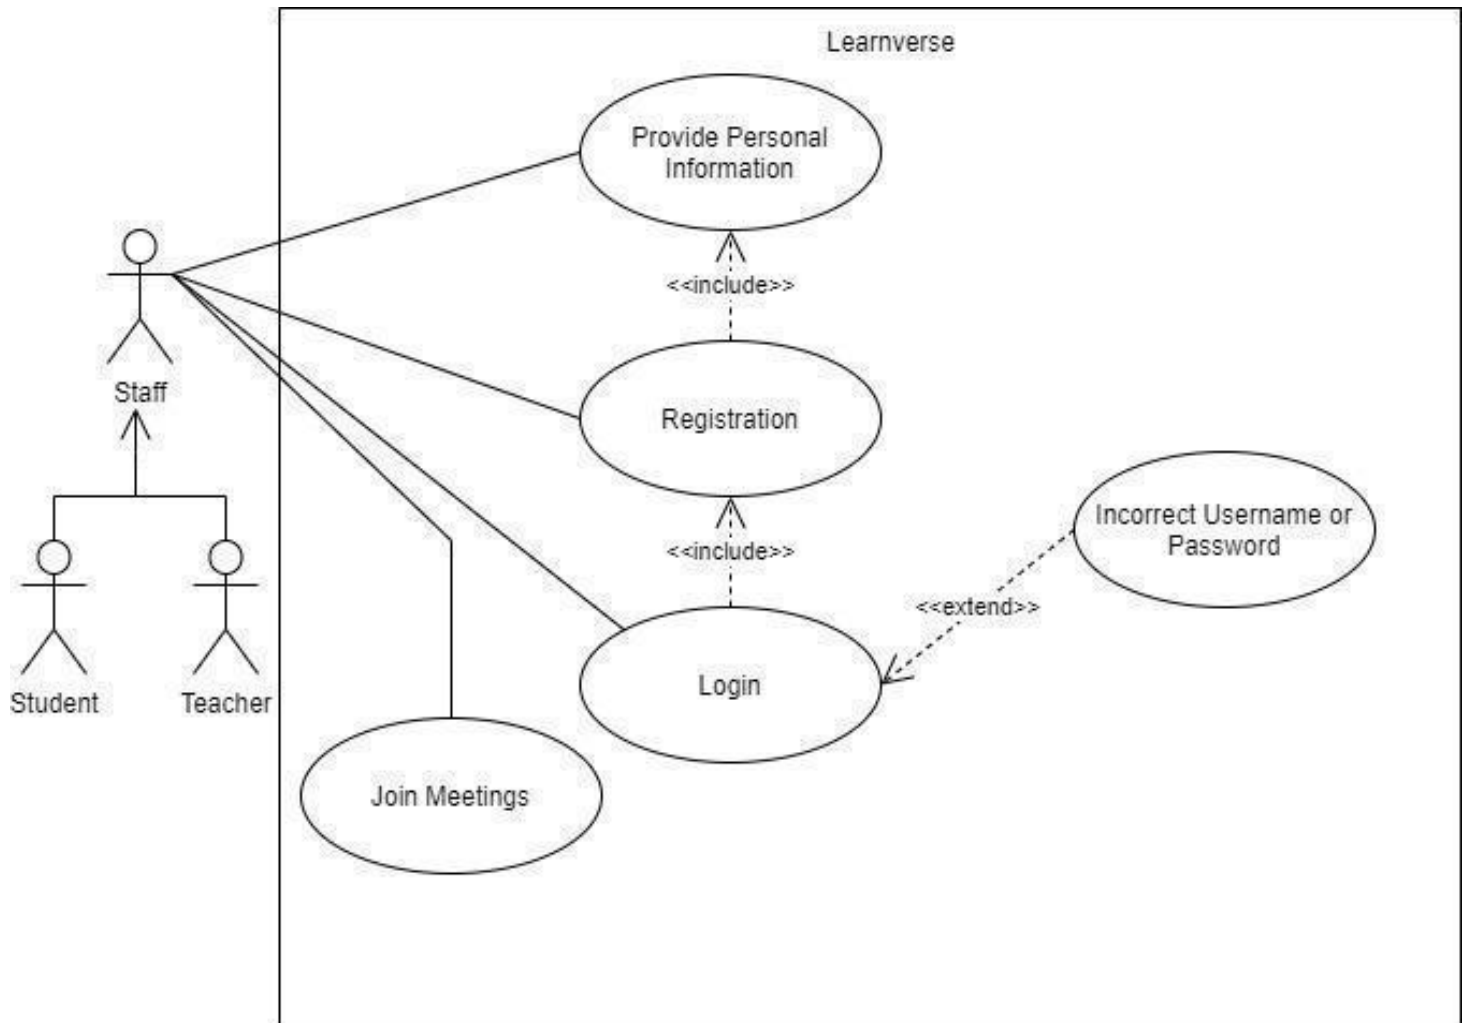 Learnverse
Provide Personal
Information
<<include>>
Staff
Registration
Incorrect Username or
Password
<<include>>
<<extend>>
Student
Teacher
Login
Join Meetings